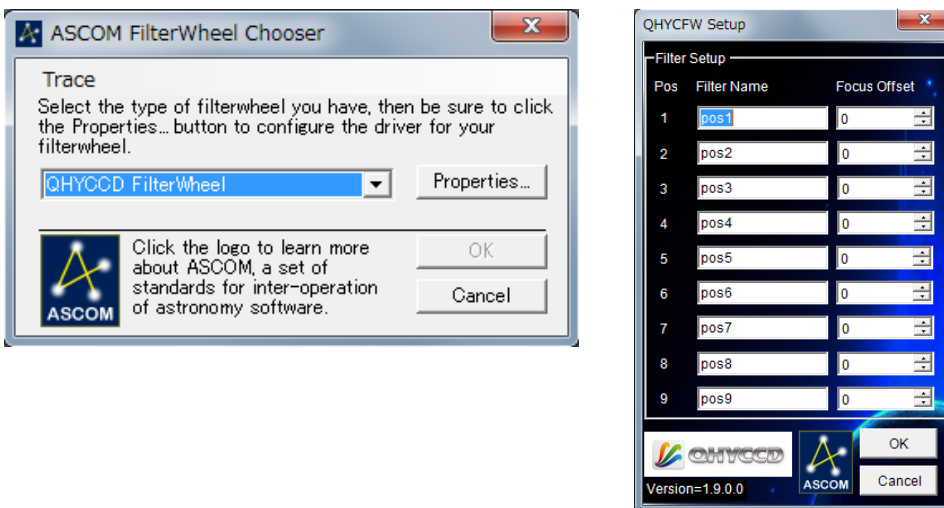 ASCOM FilterWheel Chooser
Trace
Select the type of filterwheel you have, then be sure to click
the Properties... button to configure the driver for your
filterwheel.
QHYCCD FilterWheel
Properties...
Click the logo to learn more
about ASCOM, a set of
standards for inter-operation
of astronomy software.
ASCOM
OK
Cancel
QHYCFW Setup
Filter Setup
Pos Filter Name Focus Offset
1 pos1 0
2 pos2 0
3 pos3 0
4 pos4 0
5 pos5 0
6 pos6 0
7 pos7 0
8 pos8 0
9 pos9 0
QHYCCD
ASCOM
OK
Cancel
Version=1.9.0.0